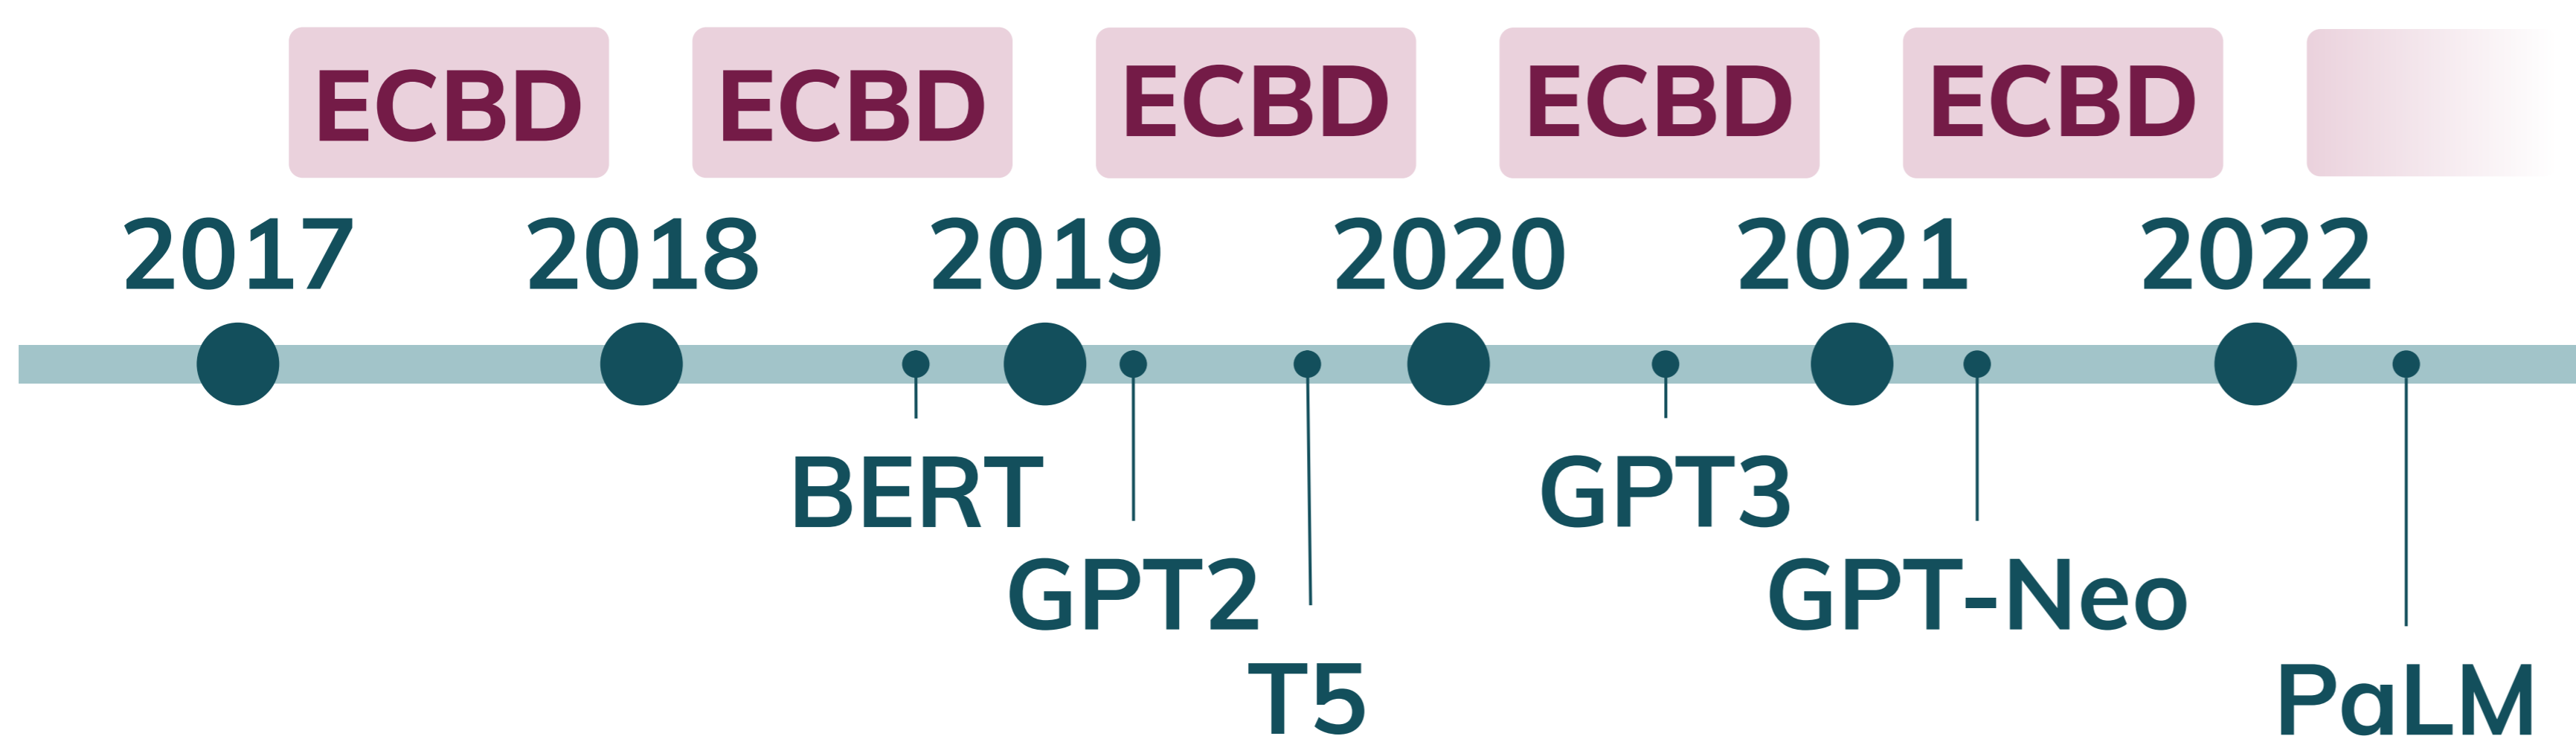 ECBD ECBD ECBD ECBD ECBD
2017 2018 2019 2020 2021 2022
BERT GPT3
GPT2 GPT-Neo
T5 PaLM